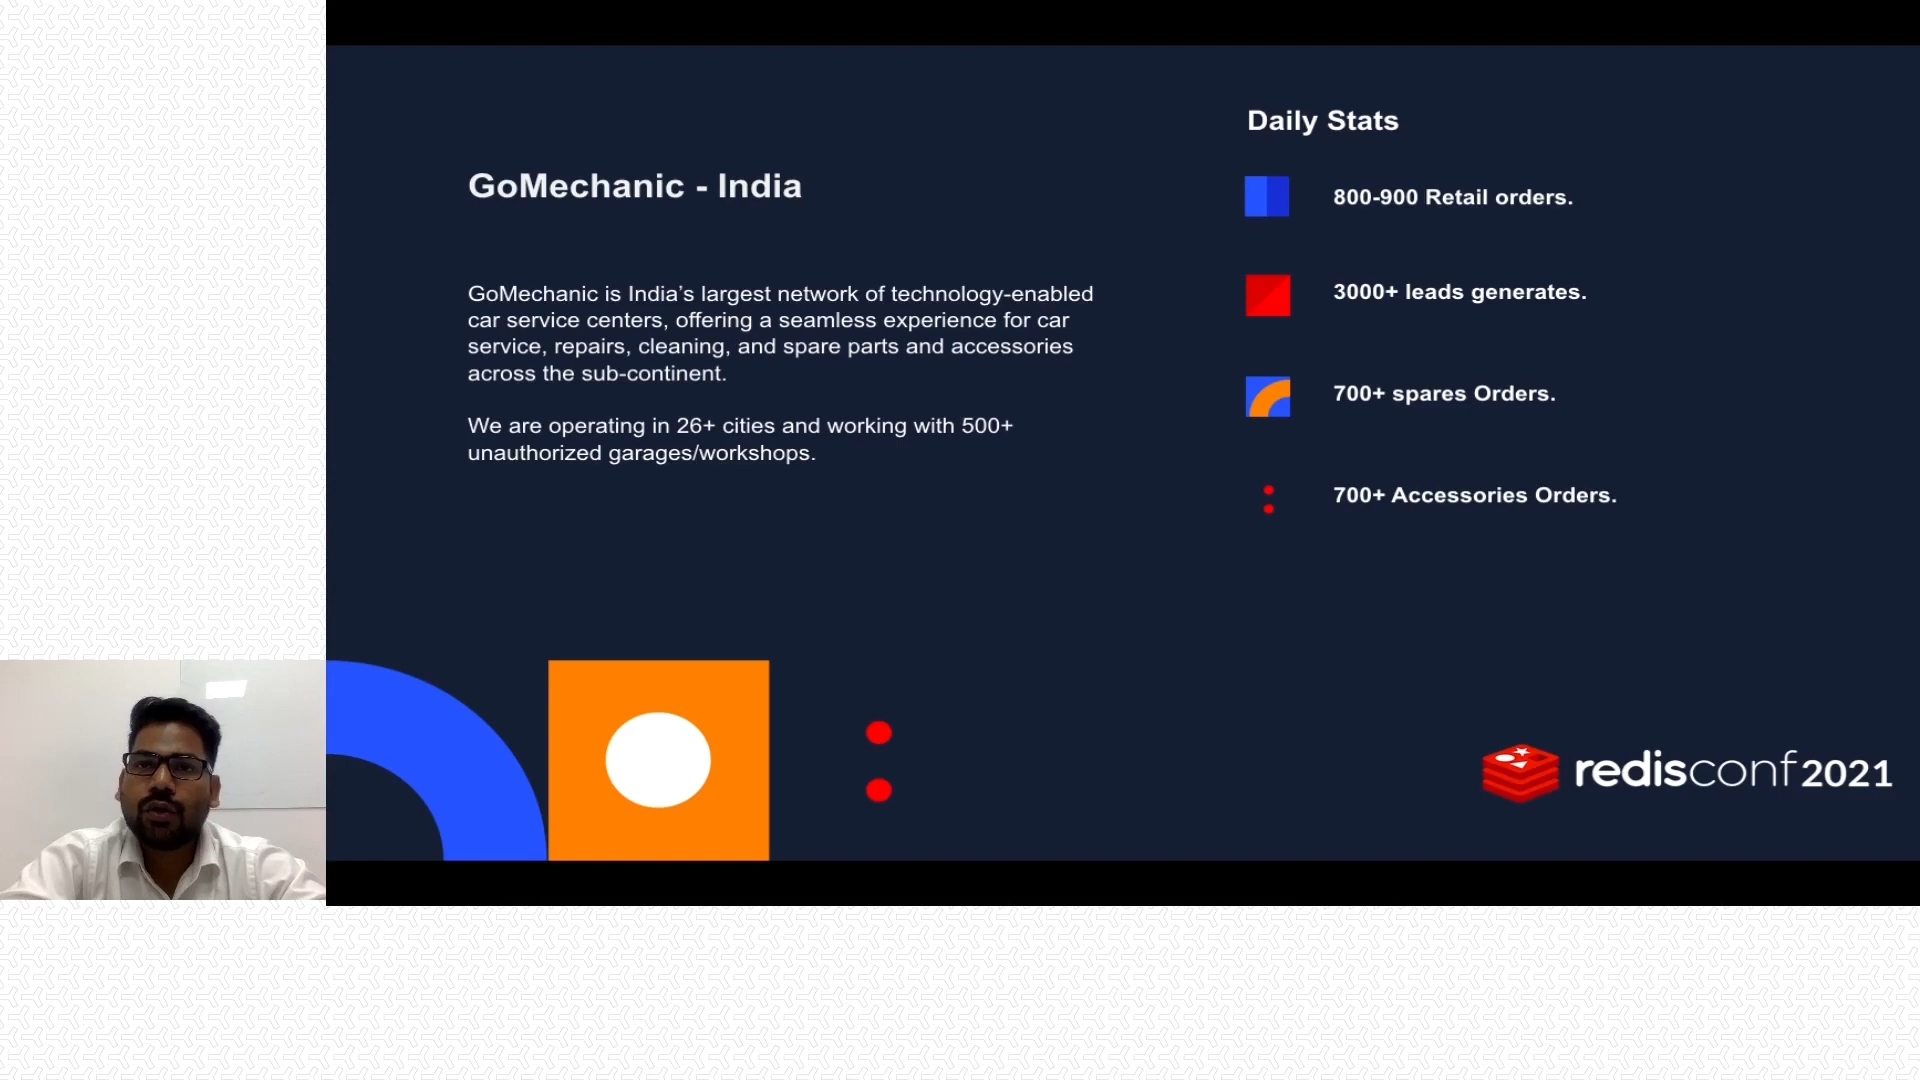 GoMechanic - India
GoMechanic is India’s largest network of technology-enabled
car service centers, offering a seamless experience for car
service, repairs, cleaning, and spare parts and accessories
across the sub-continent.
We are operating in 26+ cities and working with 500+
unauthorized garages/workshops.
Daily Stats
800-900 Retail orders.
3000+ leads generates.
700+ spares Orders.
700+ Accessories Orders.
redisconf2021